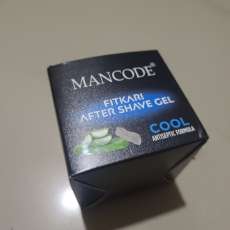 MANCODE®
FITKARI
AFTER SHAVE GEL
COOL
ANTISEPTIC FORMULA